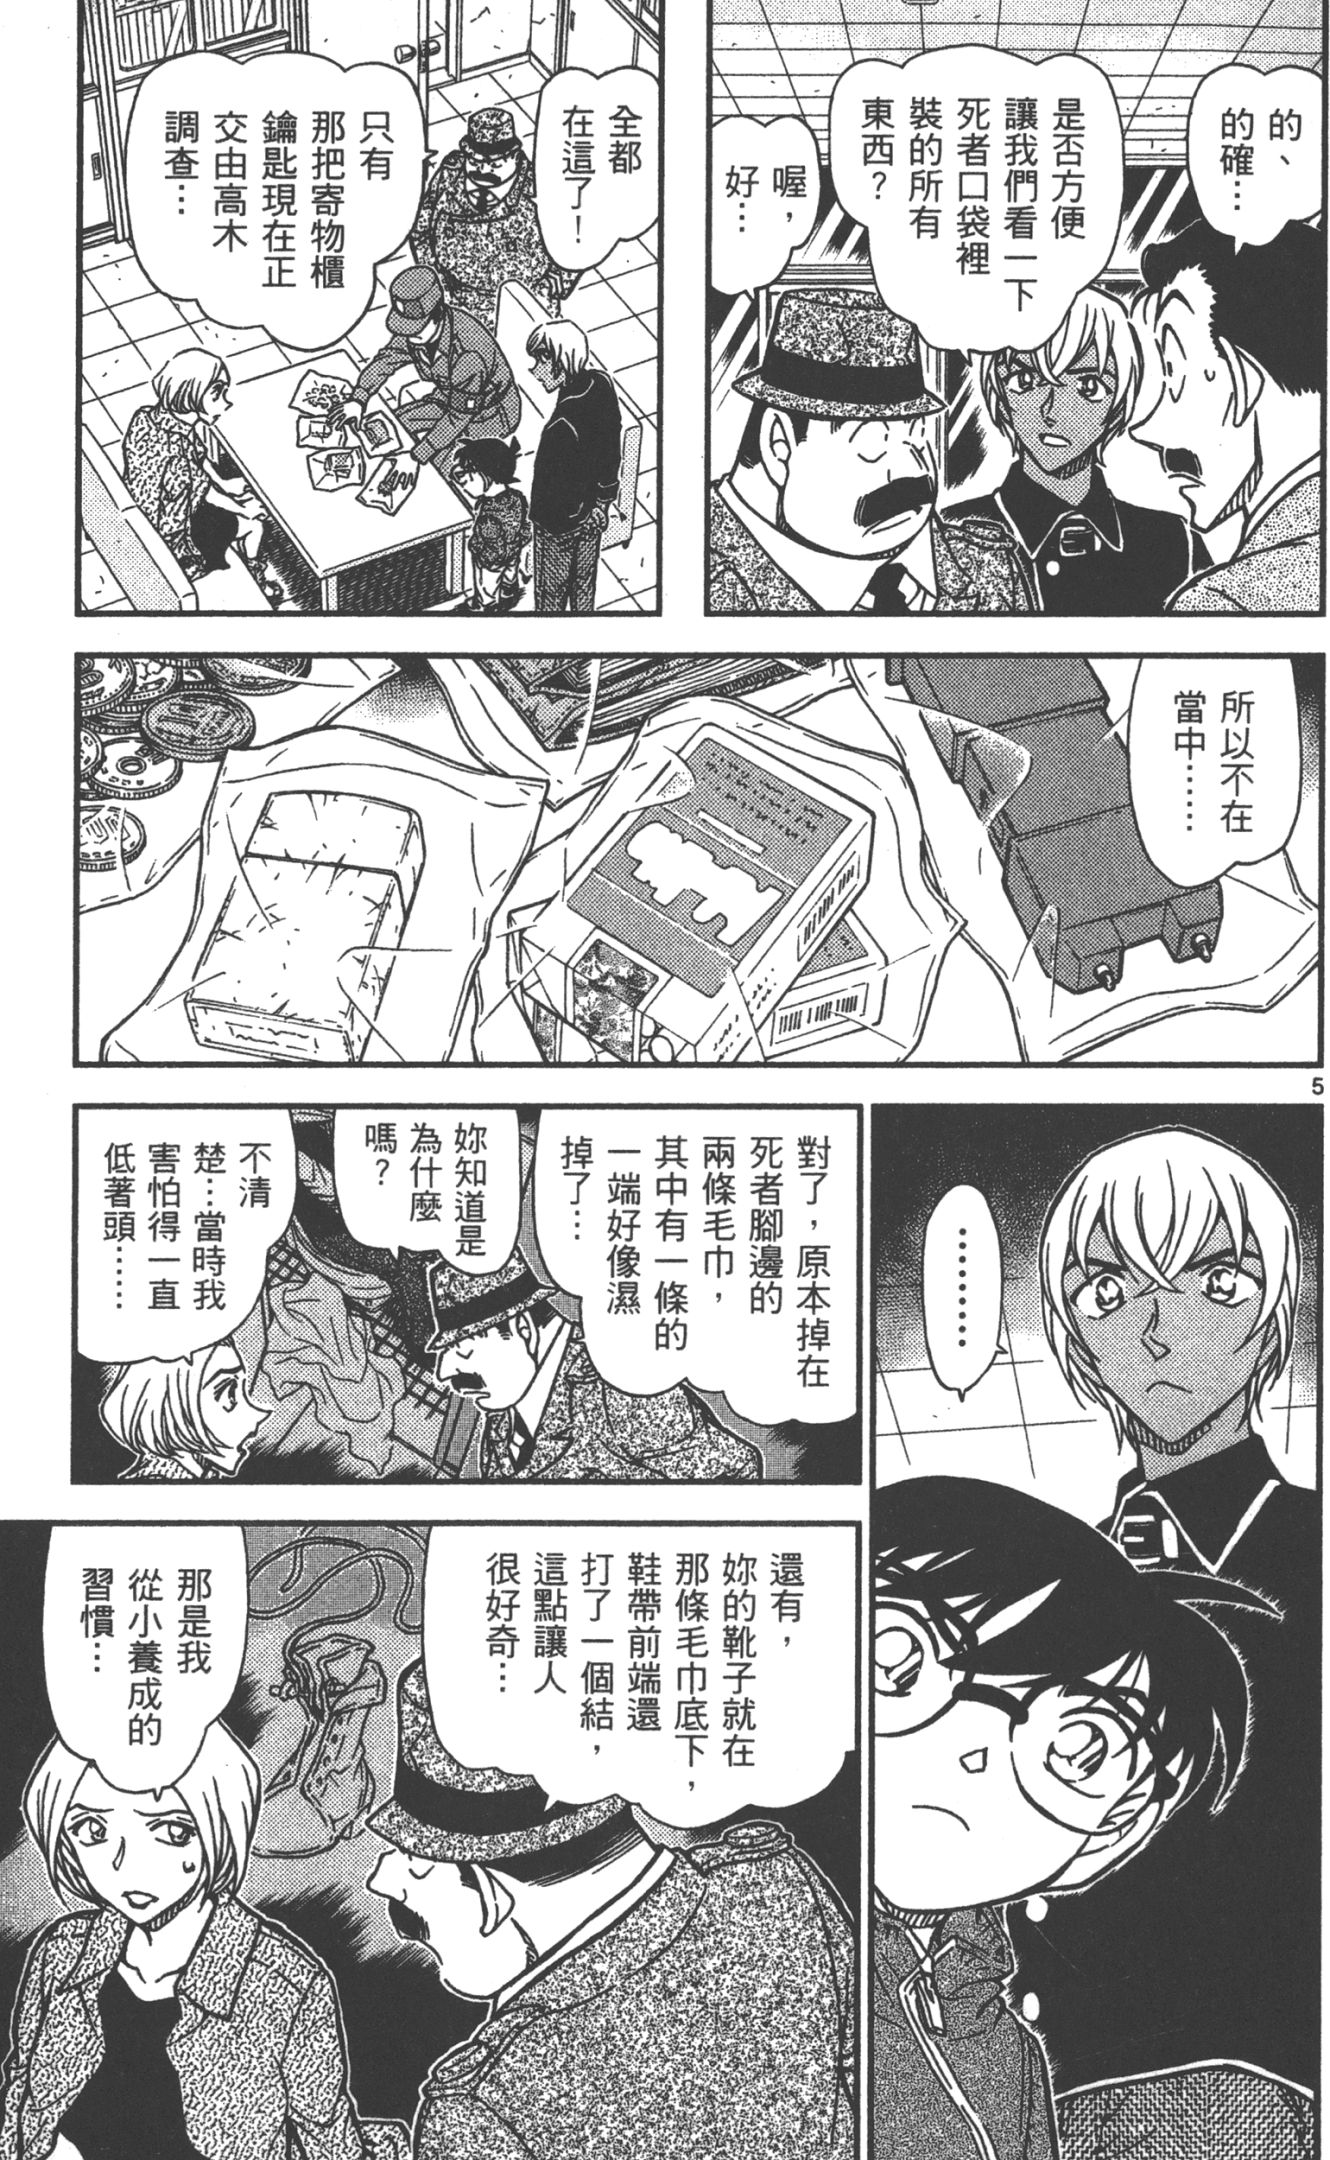 的、
的確…
是否方便
讓我們看一下
死者口袋裡
裝的所有
東西？
喔，
好…
全都
在這了！
只有
那把寄物櫃
鑰匙現在正
交由高木
調查…
所以不在
當中……
5
………
對了，原本掉在
死者腳邊的
兩條毛巾，
其中有一條的
一端好像濕
掉了…
妳知道是
為什麼
嗎？
不清
楚…當時我
害怕得一直
低著頭……
還有，
妳的靴子就在
那條毛巾底下，
鞋帶前端還
打了一個結，
這點讓人
很好奇…
那是我
從小養成的
習慣…